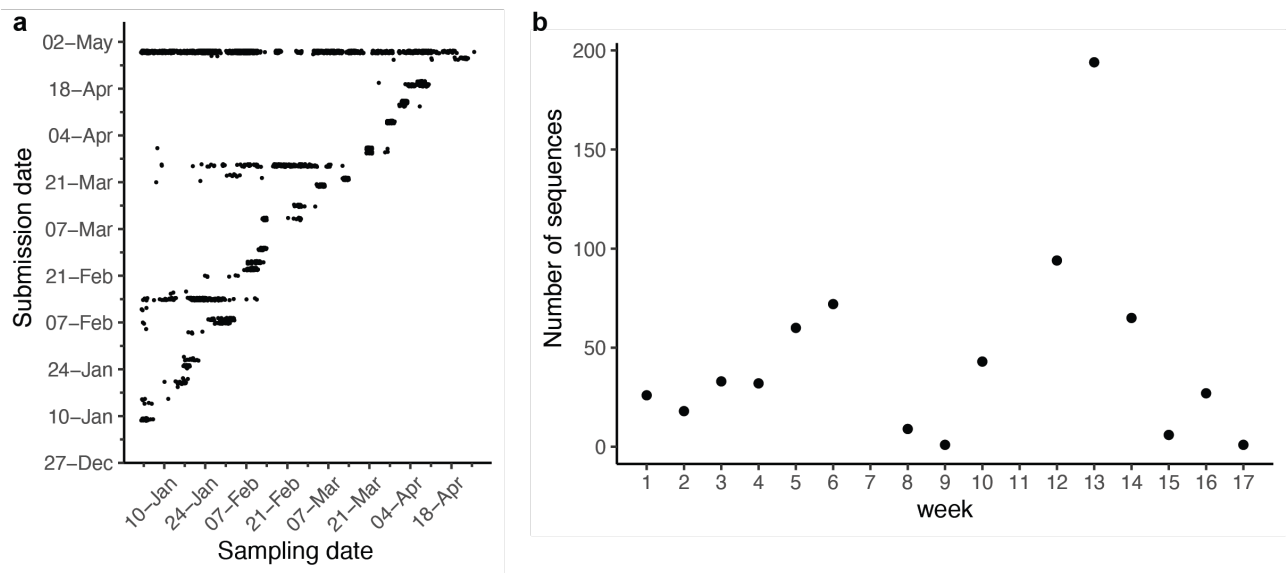 a
Submission date
02−May
18−Apr
04−Apr
21−Mar
07−Mar
21−Feb
07−Feb
24−Jan
10−Jan
27−Dec
10−Jan
24−Jan
07−Feb
21−Feb
07−Mar
21−Mar
04−Apr
18−Apr
Sampling date
b
Number of sequences
200
150
100
50
0
1 2 3 4 5 6 7 8 9 10 11 12 13 14 15 16 17
week